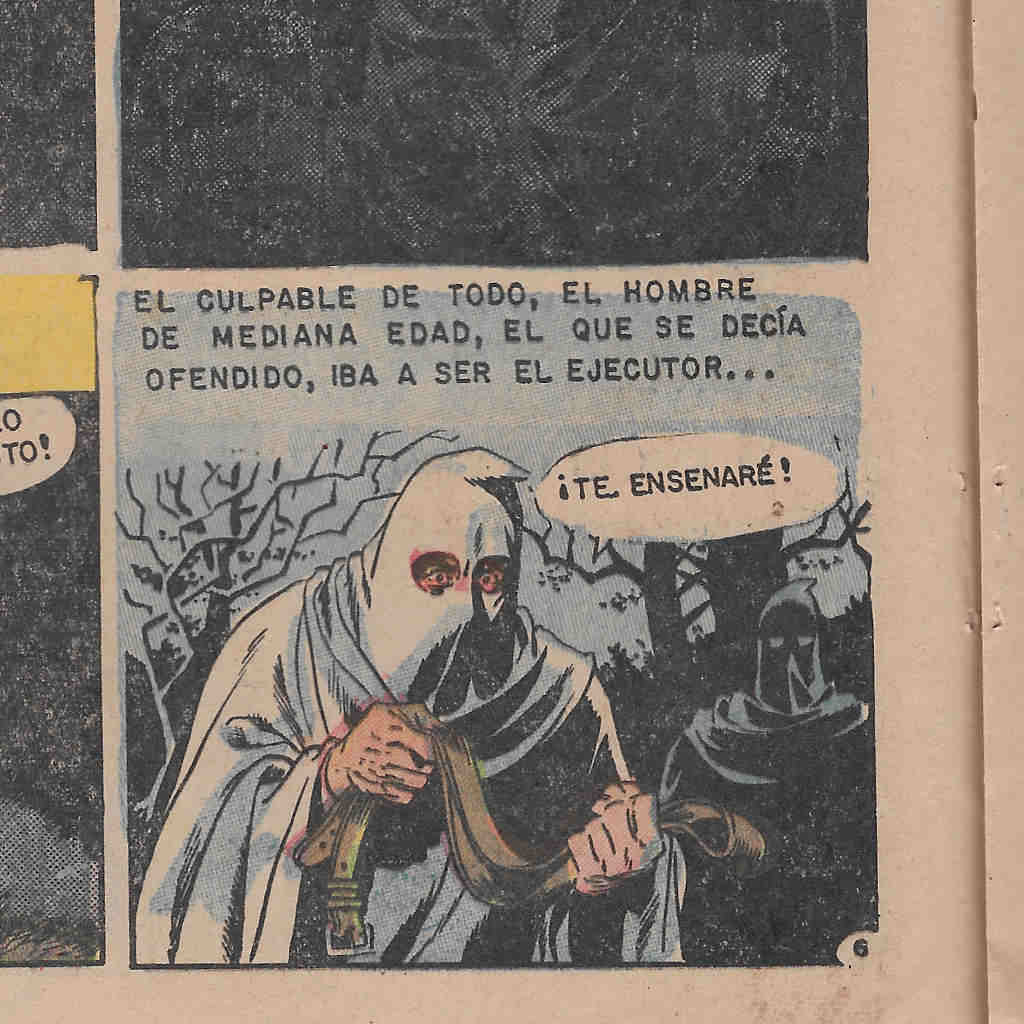 EL CULPABLE DE TODO, EL HOMBRE
DE MEDIANA EDAD, EL QUE SE DECÍA
OFENDIDO, IBA A SER EL EJECUTOR...
LO
TO!
¡TE ENSENARÉ!
6